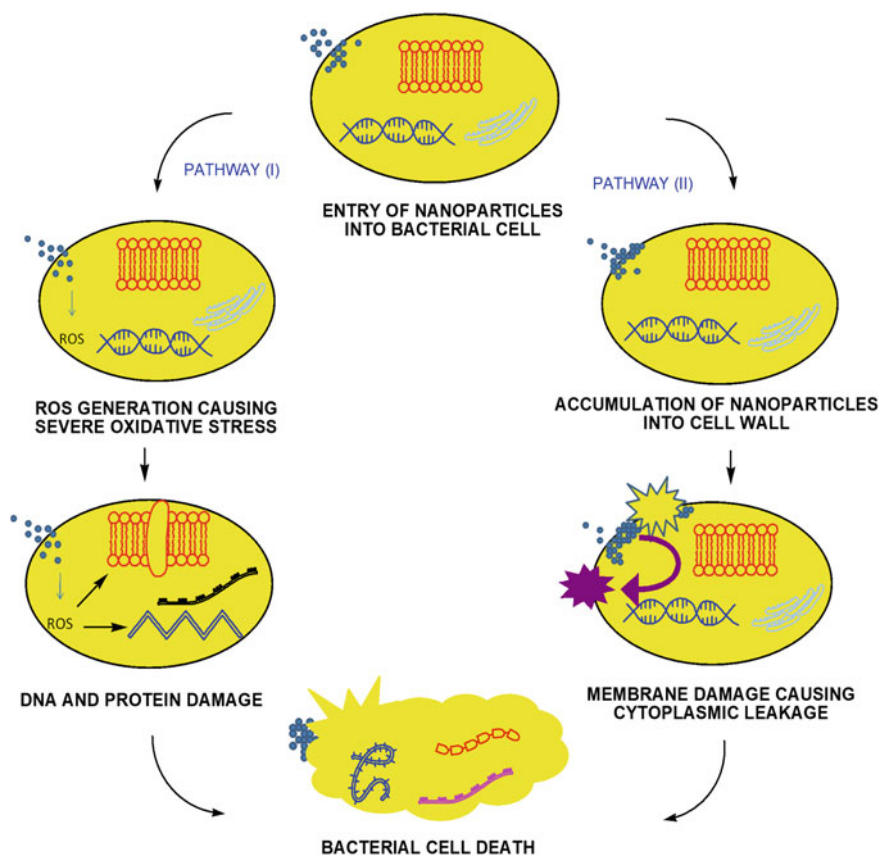 PATHWAY (I)
PATHWAY (II)
ENTRY OF NANOPARTICLES
INTO BACTERIAL CELL
ROS
ROS GENERATION CAUSING
SEVERE OXIDATIVE STRESS
ACCUMULATION OF NANOPARTICLES
INTO CELL WALL
ROS
DNA AND PROTEIN DAMAGE
MEMBRANE DAMAGE CAUSING
CYTOPLASMIC LEAKAGE
BACTERIAL CELL DEATH